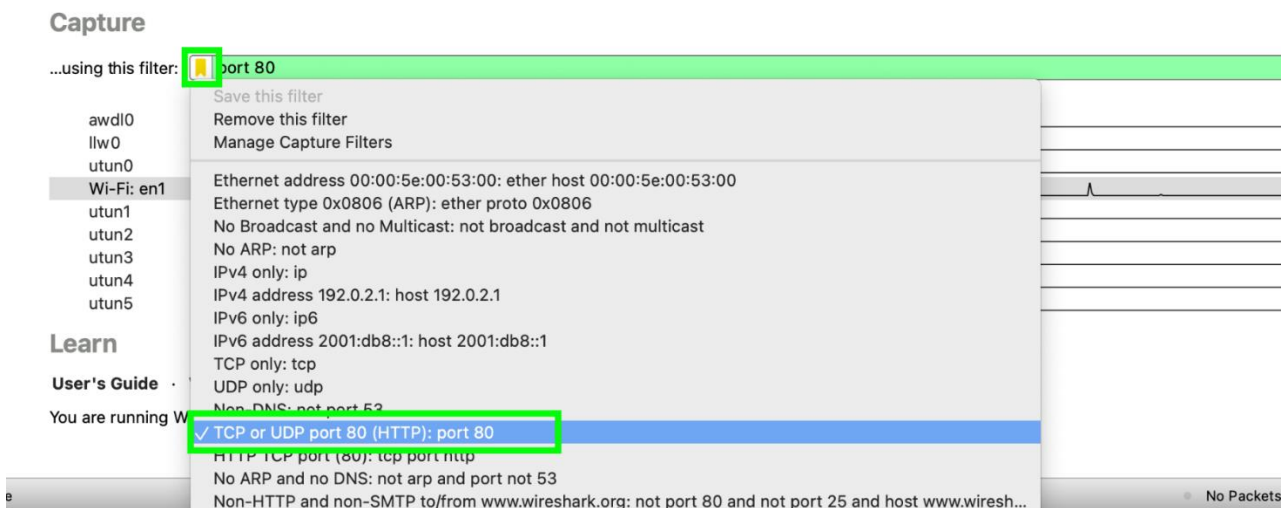 Capture
...using this filter: port 80
Save this filter
Remove this filter
Manage Capture Filters
awdl0
llw0
utun0
Wi-Fi: en1
utun1
utun2
utun3
utun4
utun5
Ethernet address 00:00:5e:00:53:00: ether host 00:00:5e:00:53:00
Ethernet type 0x0806 (ARP): ether proto 0x0806
No Broadcast and no Multicast: not broadcast and not multicast
No ARP: not arp
IPv4 only: ip
IPv4 address 192.0.2.1: host 192.0.2.1
IPv6 only: ip6
IPv6 address 2001:db8::1: host 2001:db8::1
TCP only: tcp
UDP only: udp
Non-DNS: not port 53
✓ TCP or UDP port 80 (HTTP): port 80
HTTP TCP port (80): tcp port http
No ARP and no DNS: not arp and port not 53
Non-HTTP and non-SMTP to/from www.wireshark.org: not port 80 and not port 25 and host www.wiresh...
Learn
User's Guide ·
You are running W
No Packets